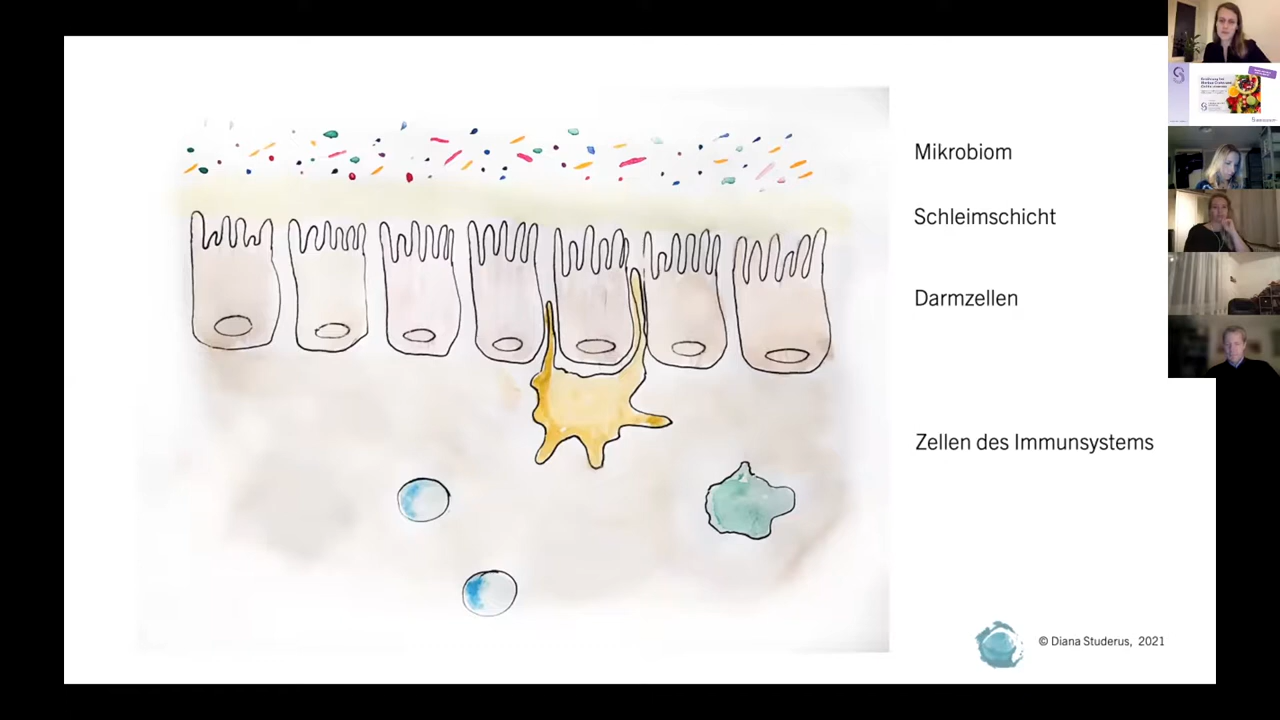 Mikrobiom
Schleimschicht
Darmzellen
Zellen des Immunsystems
© Diana Studerus, 2021